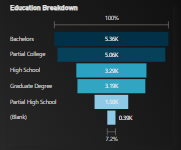 Education Breakdown
100%
Bachelors 5.36K
Partial College 5.06K
High School 3.29K
Graduate Degree 3.19K
Partial High School 1.58K
(Blank) 0.39K
7.2%